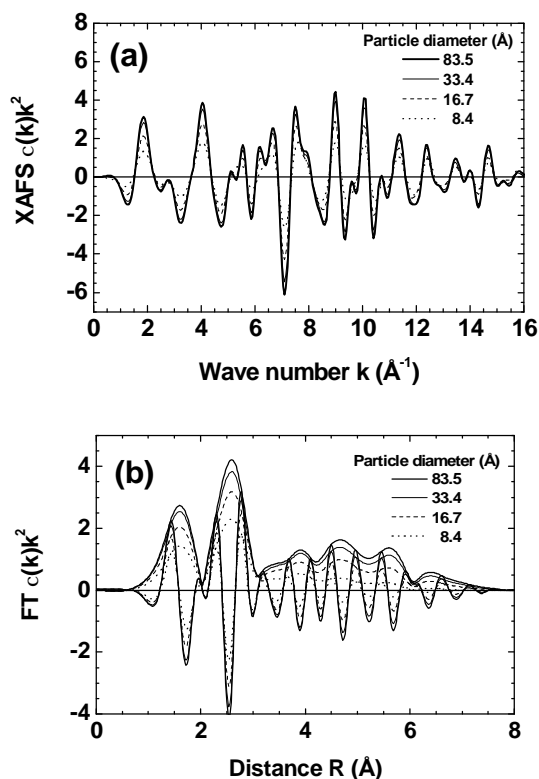 (a)
Particle diameter (Å)
83.5
33.4
16.7
8.4
XAFS c(k)k²
6
4
2
0
-2
-4
-6
0 2 4 6 8 10 12 14 16
Wave number k (Å⁻¹)
(b)
Particle diameter (Å)
83.5
33.4
16.7
8.4
FT c(k)k²
4
2
0
-2
-4
0 2 4 6 8
Distance R (Å)